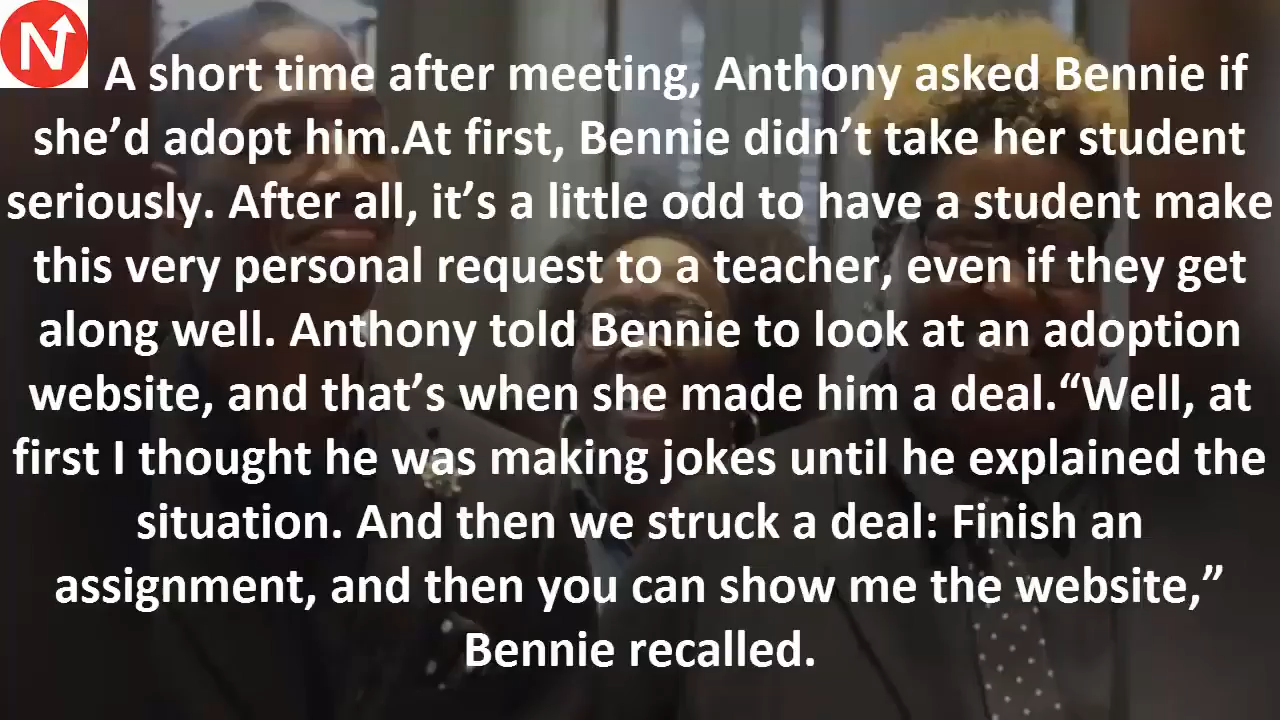 N
A short time after meeting, Anthony asked Bennie if
she’d adopt him.At first, Bennie didn’t take her student
seriously. After all, it’s a little odd to have a student make
this very personal request to a teacher, even if they get
along well. Anthony told Bennie to look at an adoption
website, and that’s when she made him a deal.“Well, at
first I thought he was making jokes until he explained the
situation. And then we struck a deal: Finish an
assignment, and then you can show me the website,”
Bennie recalled.